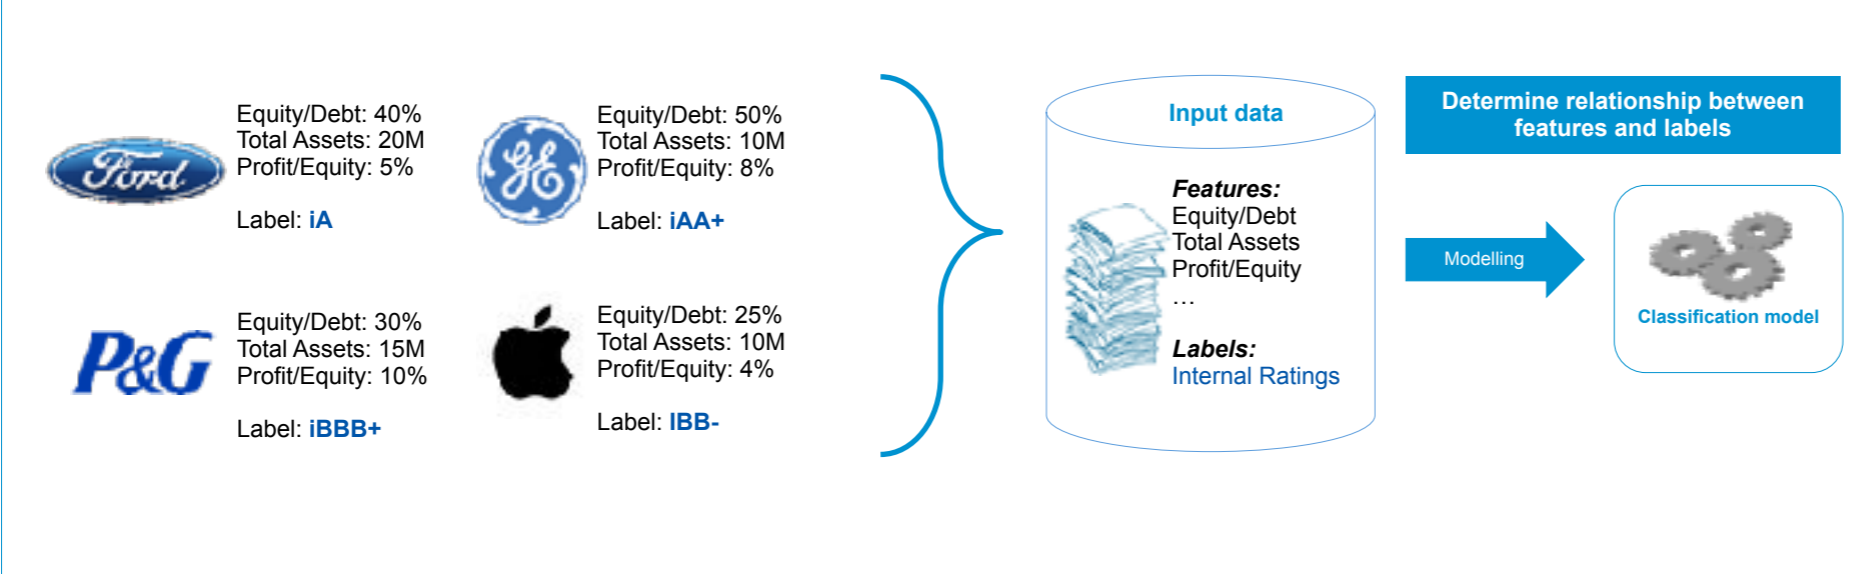 Ford
Equity/Debt: 40%
Total Assets: 20M
Profit/Equity: 5%
Label: iA
GE
Equity/Debt: 50%
Total Assets: 10M
Profit/Equity: 8%
Label: iAA+
P&G
Equity/Debt: 30%
Total Assets: 15M
Profit/Equity: 10%
Label: iBBB+
Equity/Debt: 25%
Total Assets: 10M
Profit/Equity: 4%
Label: IBB-
Input data
Features:
Equity/Debt
Total Assets
Profit/Equity
…
Labels:
Internal Ratings
Determine relationship between
features and labels
Modelling
Classification model